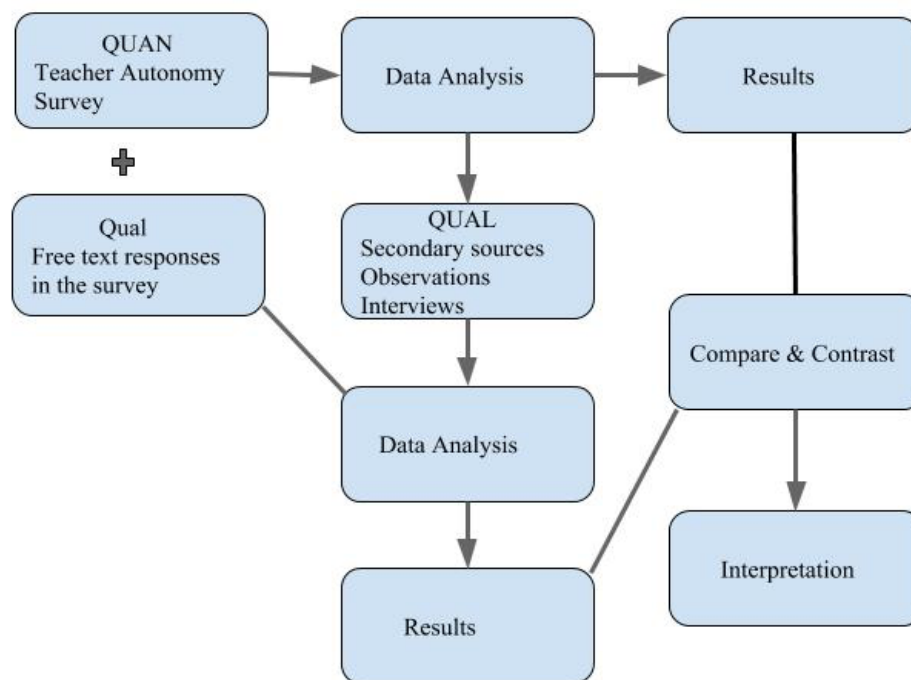 QUAN
Teacher Autonomy
Survey
Data Analysis
Results
Qual
Free text responses
in the survey
QUAL
Secondary sources
Observations
Interviews
Compare & Contrast
Data Analysis
Interpretation
Results